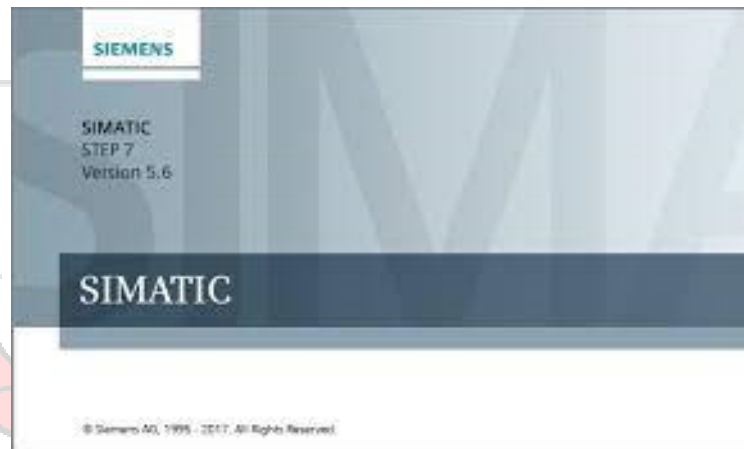 SIEMENS
SIMATIC
STEP 7
Version 5.6
SIMATIC
© Siemens AG, 1995 - 2017. All Rights Reserved.